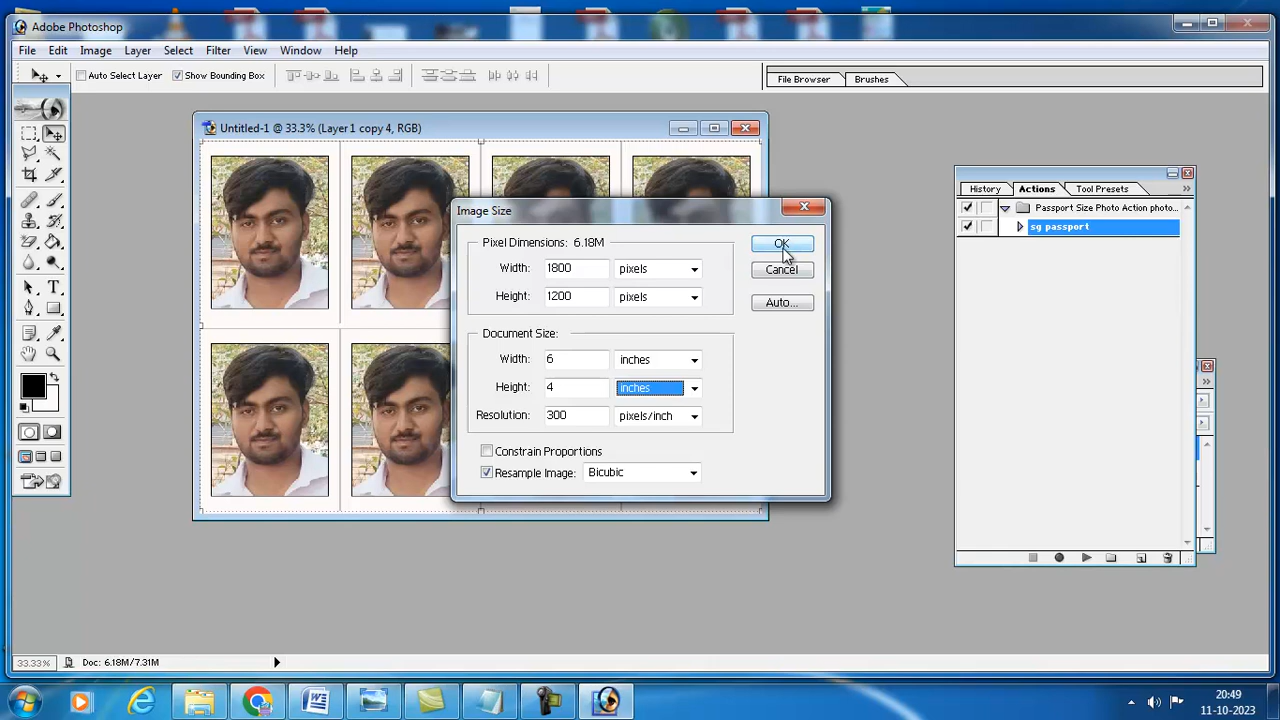 Adobe Photoshop
File Edit Image Layer Select Filter View Window Help
Auto Select Layer Show Bounding Box
File Browser Brushes
Untitled-1 @ 33.3% (Layer 1 copy 4, RGB)
History Actions Tool Presets
Passport Size Photo Action photo...
sg passport
Image Size
Pixel Dimensions: 6.18M
OK
Width: 1800 pixels
Cancel
Height: 1200 pixels
Auto...
Document Size:
Width: 6 inches
Height: 4 inches
Resolution: 300 pixels/inch
Constrain Proportions
Resample Image: Bicubic
33.33% Doc: 6.18M/7.31M
20:49
11-10-2023